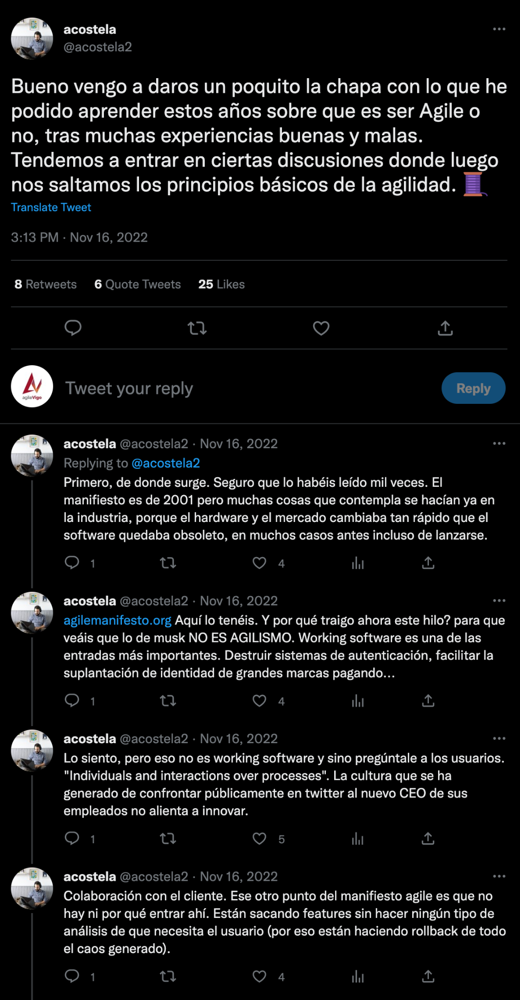 acostela
@acostela2
Bueno vengo a daros un poquito la chapa con lo que he
podido aprender estos años sobre que es ser Agile o
no, tras muchas experiencias buenas y malas.
Tendemos a entrar en ciertas discusiones donde luego
nos saltamos los principios básicos de la agilidad. 🧵
Translate Tweet
3:13 PM · Nov 16, 2022
8 Retweets 6 Quote Tweets 25 Likes
agileVigo
Tweet your reply
Reply
acostela @acostela2 · Nov 16, 2022
Replying to @acostela2
Primero, de donde surge. Seguro que lo habéis leído mil veces. El
manifiesto es de 2001 pero muchas cosas que contempla se hacían ya en
la industria, porque el hardware y el mercado cambiaba tan rápido que el
software quedaba obsoleto, en muchos casos antes incluso de lanzarse.
1 4
acostela @acostela2 · Nov 16, 2022
agilemanifesto.org Aquí lo tenéis. Y por qué traigo ahora este hilo? para que
veáis que lo de musk NO ES AGILISMO. Working software es una de las
entradas más importantes. Destruir sistemas de autenticación, facilitar la
suplantación de identidad de grandes marcas pagando...
1 4
acostela @acostela2 · Nov 16, 2022
Lo siento, pero eso no es working software y sino pregúntale a los usuarios.
"Individuals and interactions over processes". La cultura que se ha
generado de confrontar públicamente en twitter al nuevo CEO de sus
empleados no alienta a innovar.
1 5
acostela @acostela2 · Nov 16, 2022
Colaboración con el cliente. Ese otro punto del manifiesto agile es que no
hay ni por qué entrar ahí. Están sacando features sin hacer ningún tipo de
análisis de que necesita el usuario (por eso están haciendo rollback de todo
el caos generado).
1 4